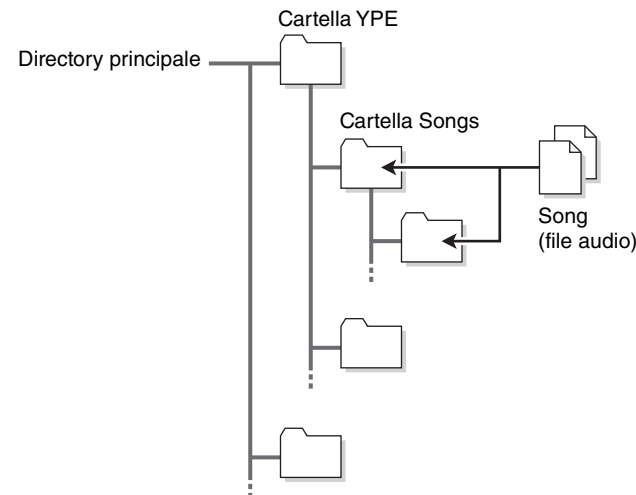 Cartella YPE
Directory principale
Cartella Songs
Song
(file audio)